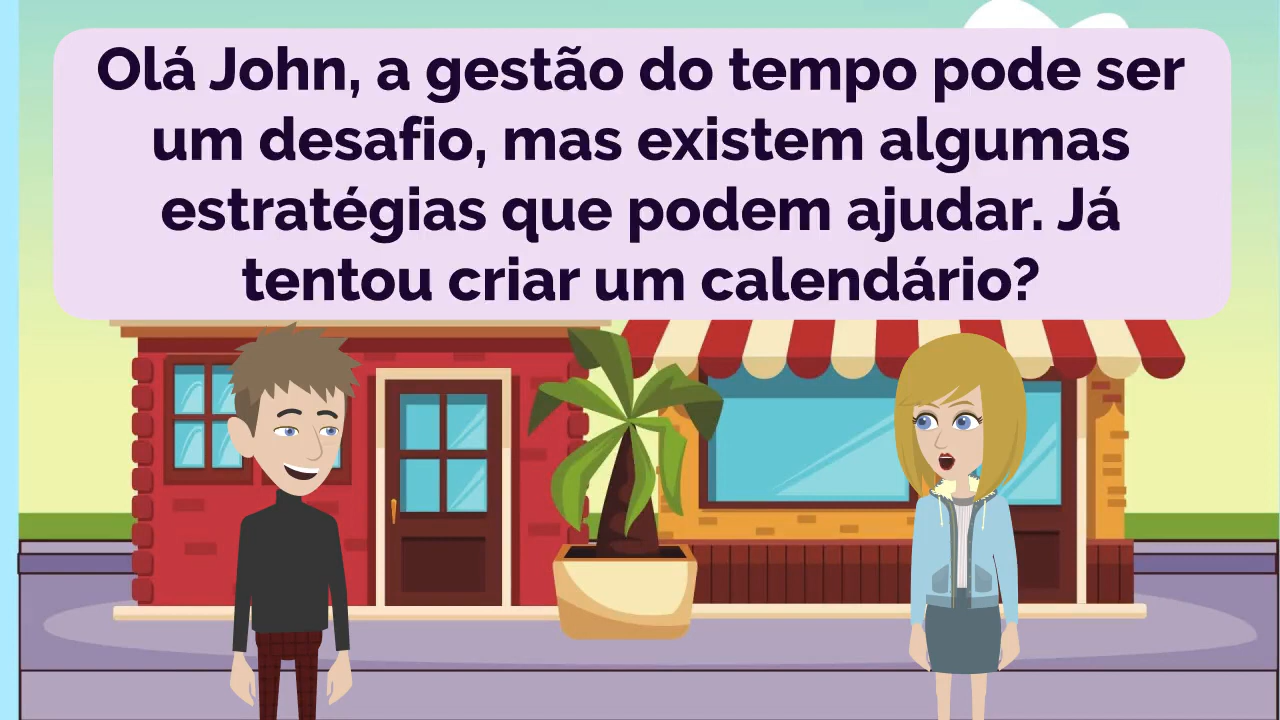 Olá John, a gestão do tempo pode ser
um desafio, mas existem algumas
estratégias que podem ajudar. Já
tentou criar um calendário?